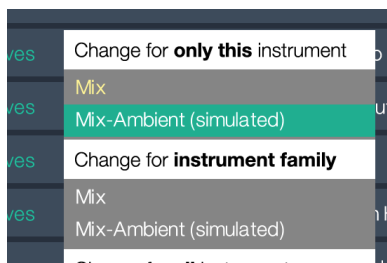 Change for only this instrument
ves
Mix
ves
Mix-Ambient (simulated)
ves
Change for instrument family
Mix
ves
Mix-Ambient (simulated)